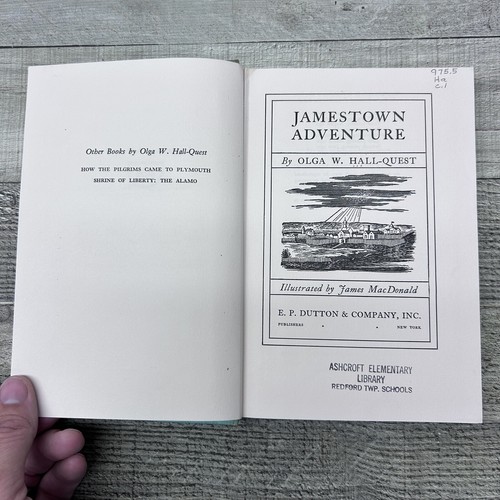 Other Books by Olga W. Hall-Quest
HOW THE PILGRIMS CAME TO PLYMOUTH
SHRINE OF LIBERTY: THE ALAMO
975.5
Ha
c.1
JAMESTOWN
ADVENTURE
By OLGA W. HALL-QUEST
Illustrated by James MacDonald
E. P. DUTTON & COMPANY, INC.
PUBLISHERS • • NEW YORK
ASHCROFT ELEMENTARY
LIBRARY
REDFORD TWP. SCHOOLS